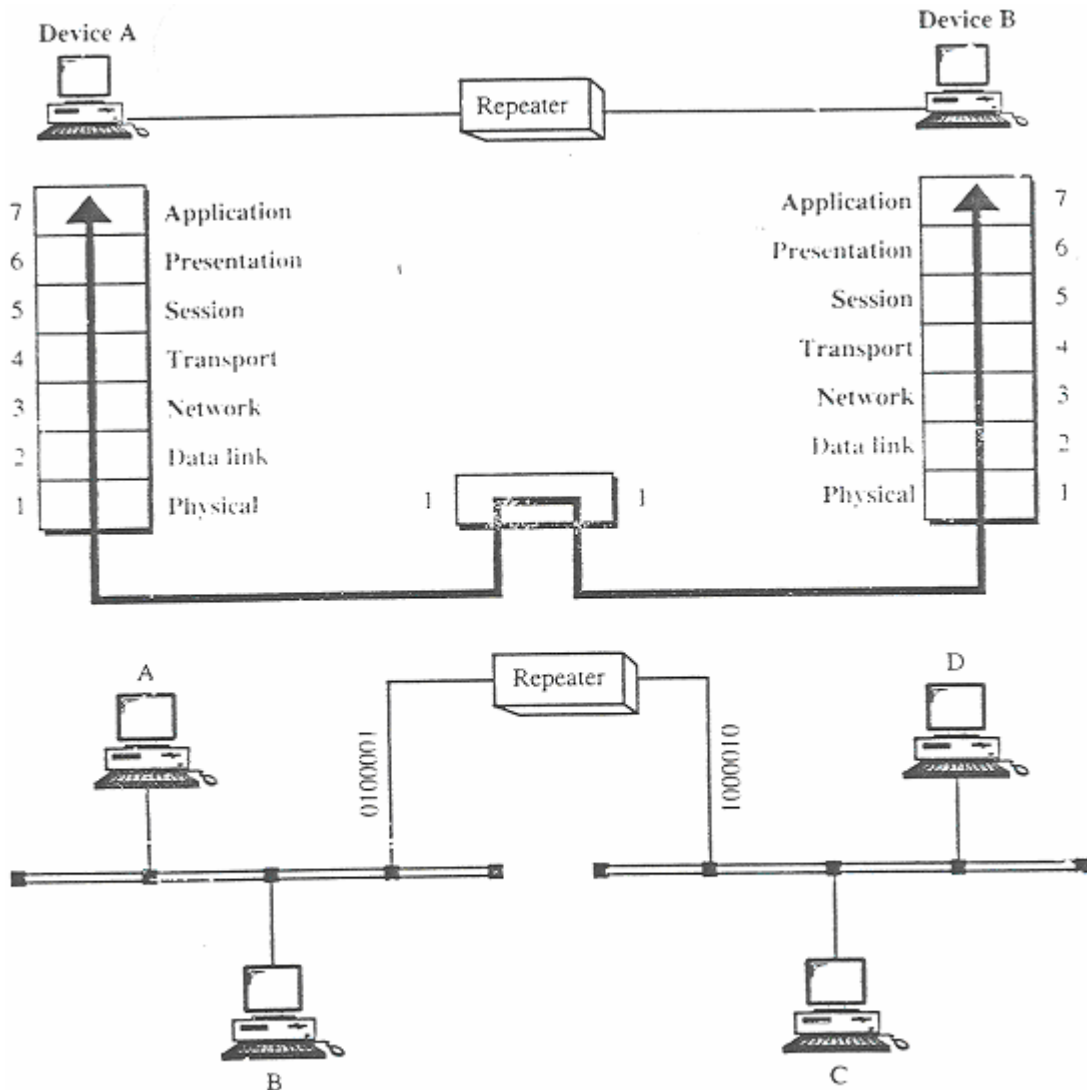 Device A
Device B
Repeater
7 Application
6 Presentation
5 Session
4 Transport
3 Network
2 Data link
1 Physical
1 1
Application 7
Presentation 6
Session 5
Transport 4
Network 3
Data link 2
Physical 1
Repeater
A
D
0100001
1000010
B
C